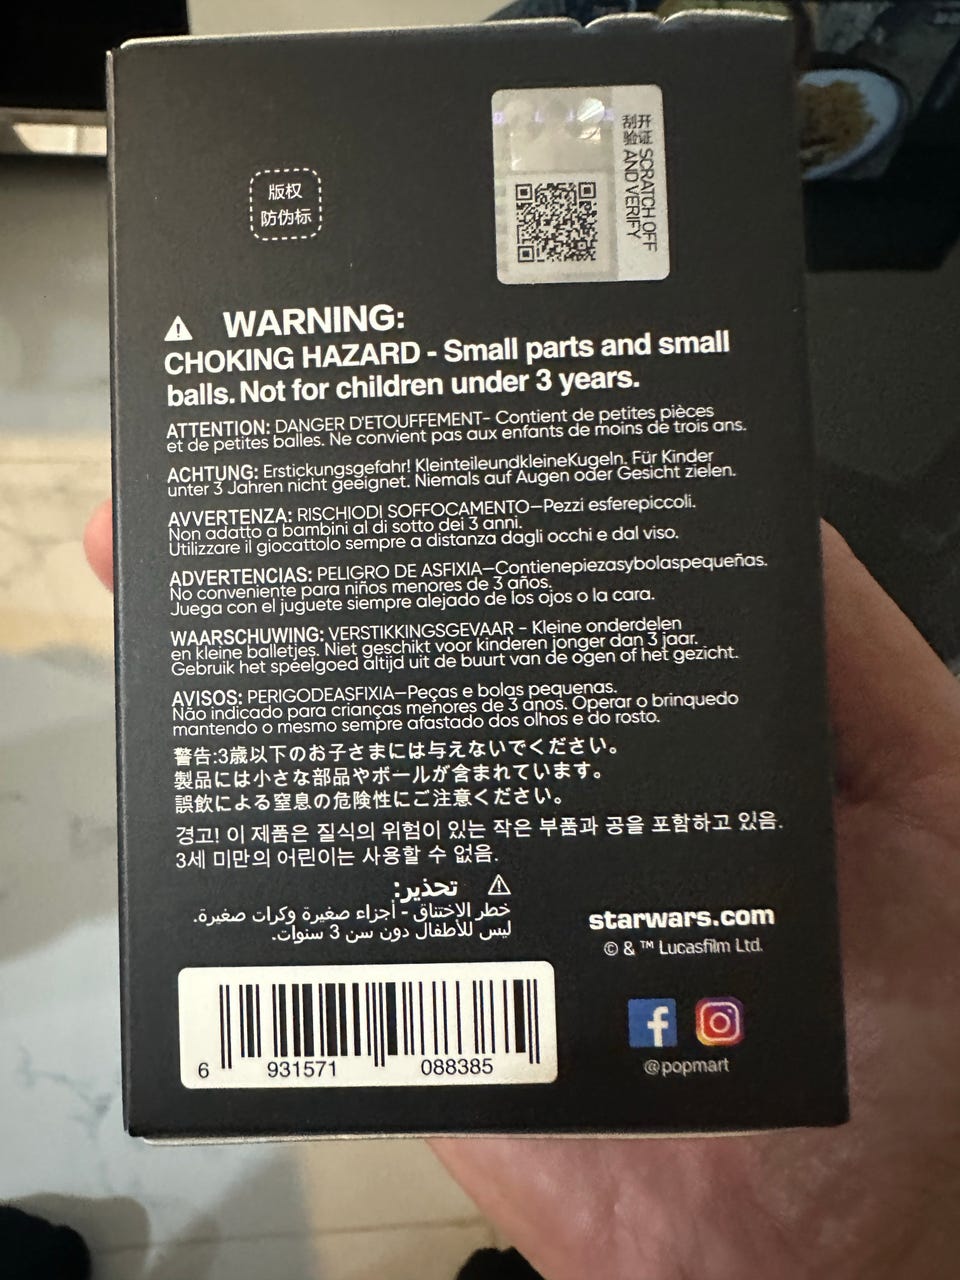 版权
防伪标
刮开 SCRATCH OFF
验证 AND VERIFY
WARNING:
CHOKING HAZARD - Small parts and small
balls. Not for children under 3 years.
ATTENTION: DANGER D'ETOUFFEMENT- Contient de petites pièces
et de petites balles. Ne convient pas aux enfants de moins de trois ans.
ACHTUNG: Erstickungsgefahr! KleinteileundkleineKugeln. Für Kinder
unter 3 Jahren nicht geeignet. Niemals auf Augen oder Gesicht zielen.
AVVERTENZA: RISCHIODI SOFFOCAMENTO—Pezzi esferepiccoli.
Non adatto a bambini al di sotto dei 3 anni.
Utilizzare il giocattolo sempre a distanza dagli occhi e dal viso.
ADVERTENCIAS: PELIGRO DE ASFIXIA—Contienepiezasybolaspequeñas.
No conveniente para niños menores de 3 años.
Juega con el juguete siempre alejado de los ojos o la cara.
WAARSCHUWING: VERSTIKKINGSGEVAAR - Kleine onderdelen
en kleine balletjes. Niet geschikt voor kinderen jonger dan 3 jaar.
Gebruik het speelgoed altijd uit de buurt van de ogen of het gezicht.
AVISOS: PERIGODEASFIXIA—Peças e bolas pequenas.
Não indicado para crianças menores de 3 anos. Operar o brinquedo
mantendo o mesmo sempre afastado dos olhos e do rosto.
警告:3歳以下のお子さまには与えないでください。
製品には小さな部品やボールが含まれています。
誤飲による窒息の危険性にご注意ください。
경고! 이 제품은 질식의 위험이 있는 작은 부품과 공을 포함하고 있음.
3세 미만의 어린이는 사용할 수 없음.
تحذير:
خطر الاختناق - أجزاء صغيرة وكرات صغيرة.
ليس للأطفال دون سن 3 سنوات.
starwars.com
© & ™ Lucasfilm Ltd.
@popmart
6 931571 088385